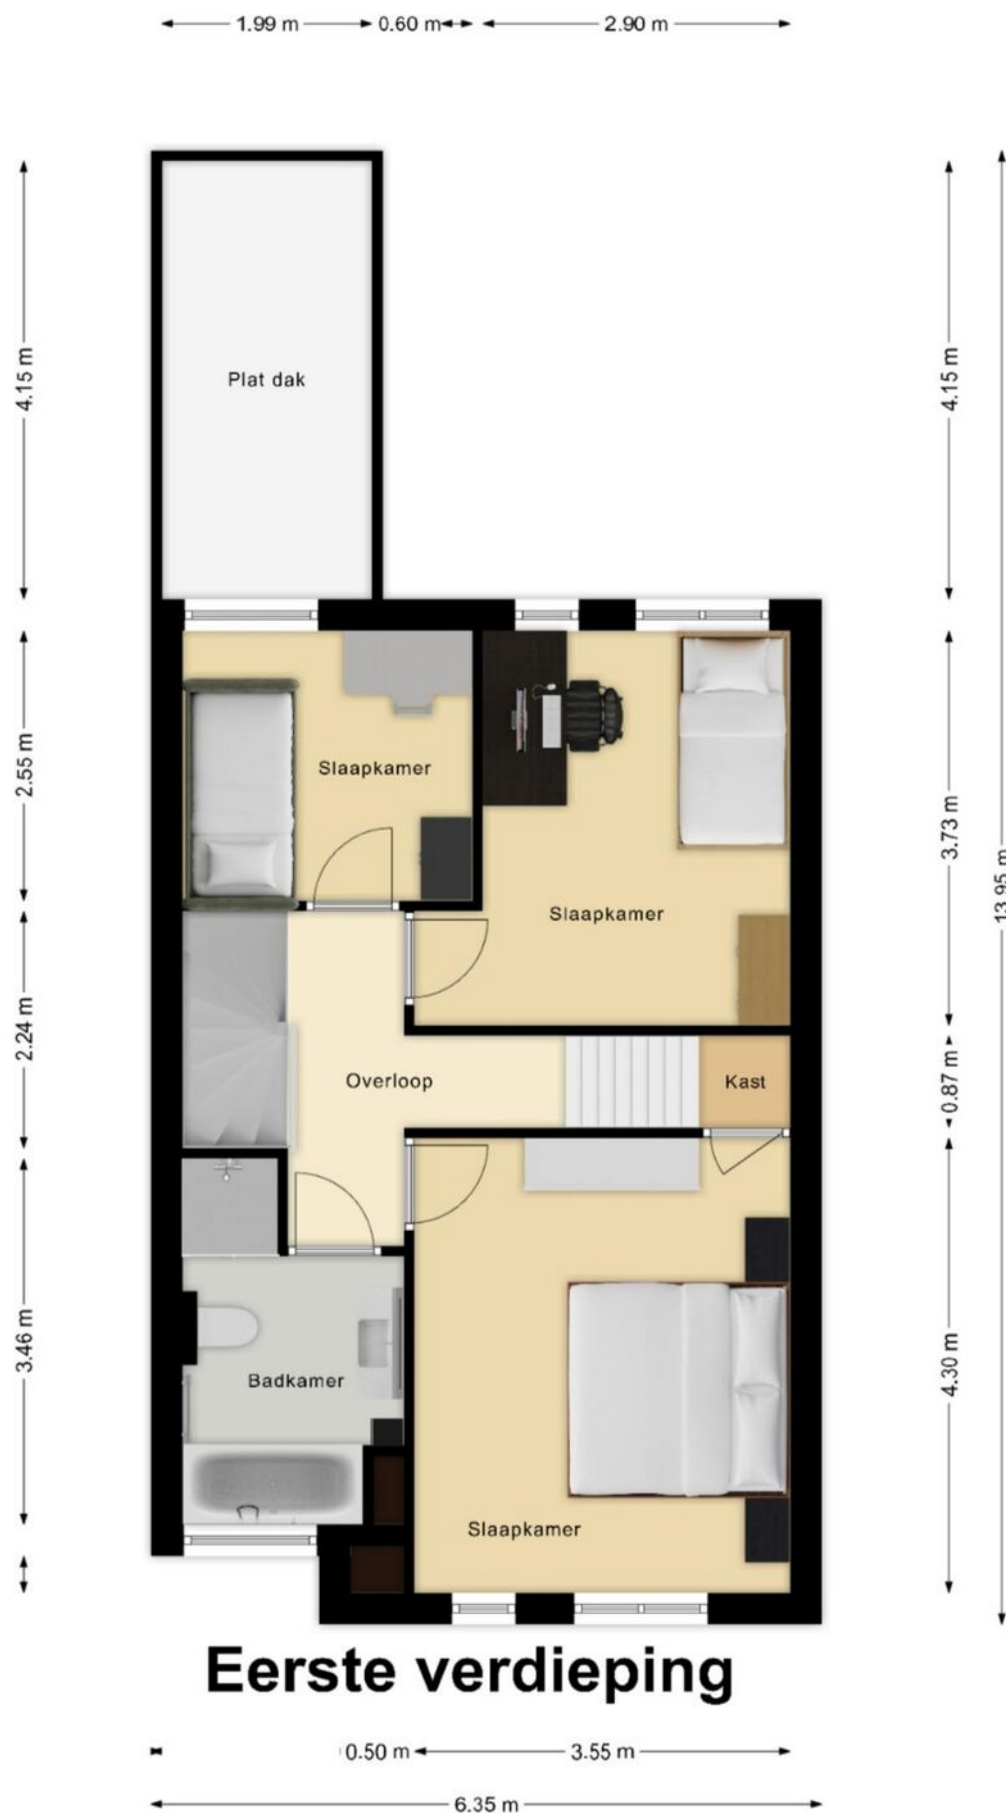 1.99 m 0.60 m 2.90 m
4.15 m
Plat dak
4.15 m
13.95 m
2.55 m
Slaapkamer
3.73 m
Slaapkamer
2.24 m
Overloop
Kast
0.87 m
3.46 m
Badkamer
4.30 m
Slaapkamer
Eerste verdieping
0.50 m 3.55 m
6.35 m